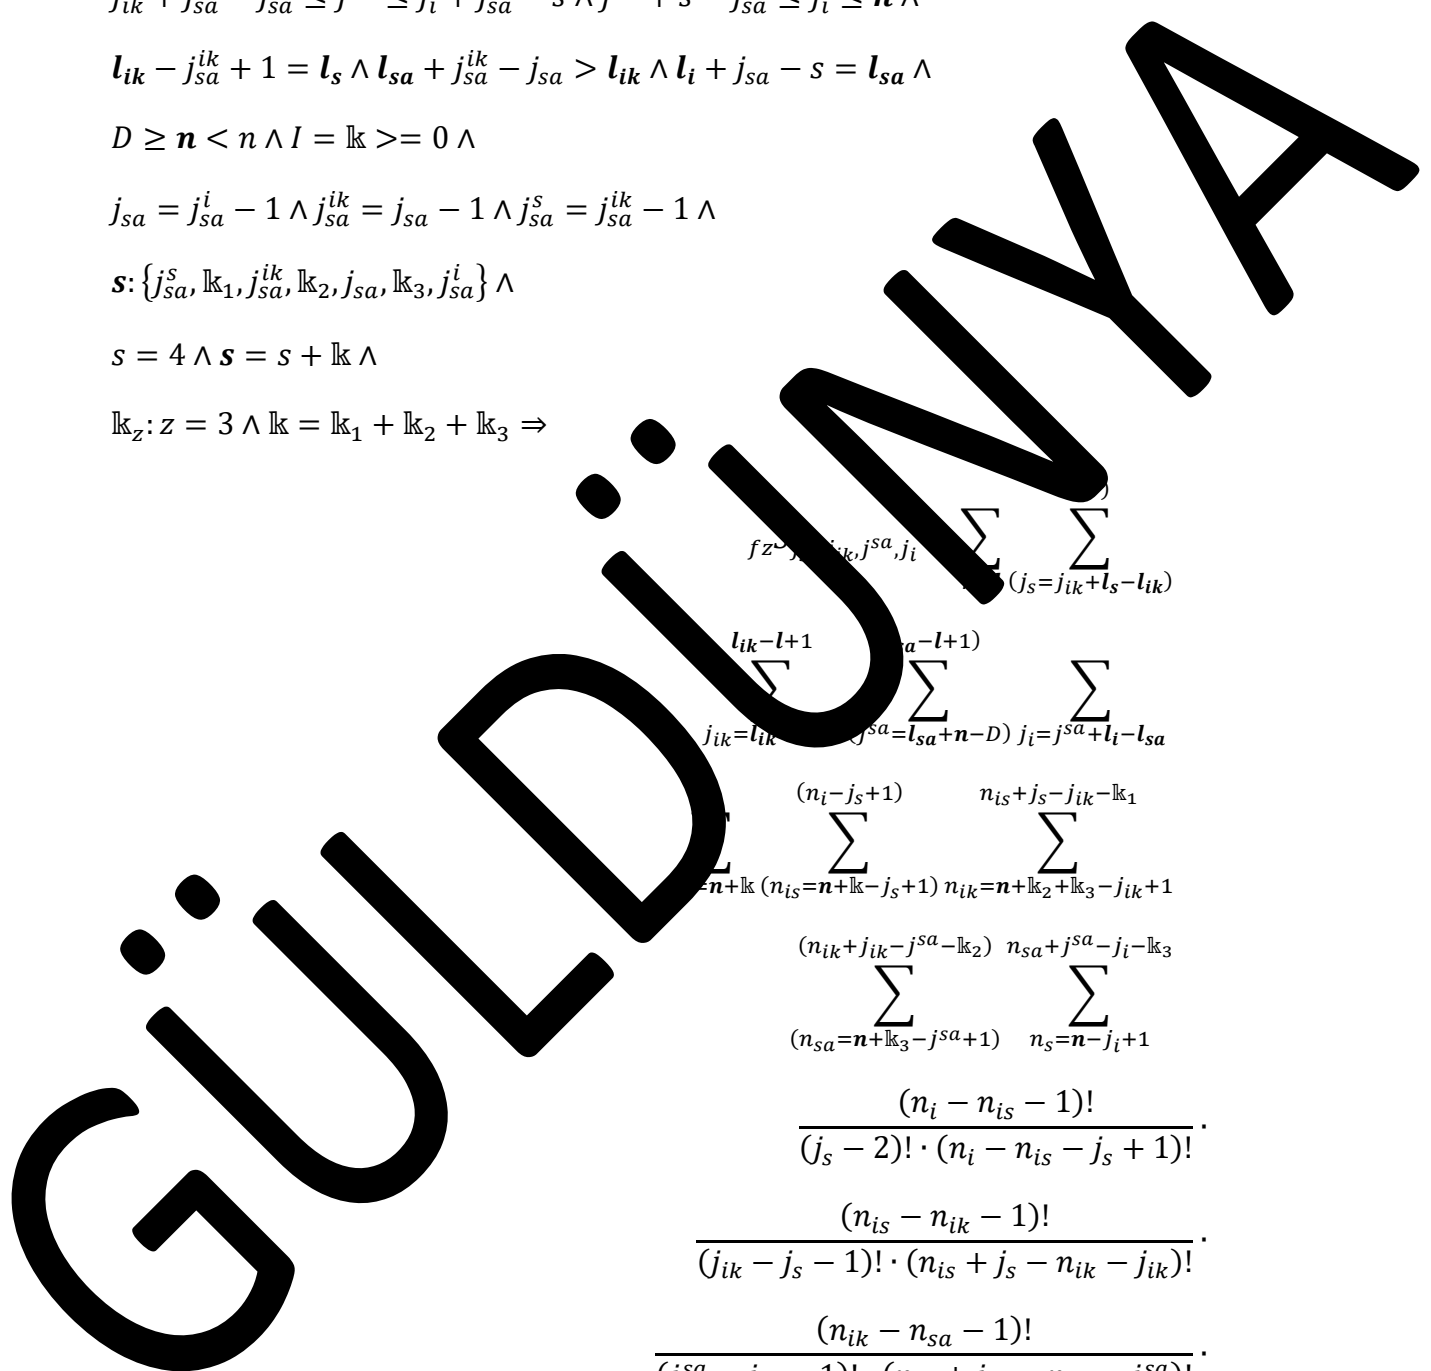 𝒍_{𝒊𝒌} − j_{sa}^{ik} + 1 = 𝒍_𝒔 ∧ 𝒍_{𝒔𝒂} + j_{sa}^{ik} − j_{sa} > 𝒍_{𝒊𝒌} ∧ 𝒍_𝒊 + j_{sa} − s = 𝒍_{𝒔𝒂} ∧
D ≥ 𝒏 < n ∧ I = 𝕜 >= 0 ∧
j_{sa} = j_{sa}^{i} − 1 ∧ j_{sa}^{ik} = j_{sa} − 1 ∧ j_{sa}^{s} = j_{sa}^{ik} − 1 ∧
𝒔: {j_{sa}^{s}, 𝕜_1, j_{sa}^{ik}, 𝕜_2, j_{sa}, 𝕜_3, j_{sa}^{i}} ∧
s = 4 ∧ 𝒔 = s + 𝕜 ∧
𝕜_z: z = 3 ∧ 𝕜 = 𝕜_1 + 𝕜_2 + 𝕜_3 ⇒
GÜLDÜNYA
∑ ∑
(j_s=j_{ik}+𝒍_𝒔−𝒍_{𝒊𝒌})
𝒍_{𝒊𝒌}−𝒍+1
∑ ∑ ∑
(j^{sa}=𝒍_{𝒔𝒂}+𝒏−D) j_i=j^{sa}+𝒍_𝒊−𝒍_{𝒔𝒂}
(n_i−j_s+1) n_{is}+j_s−j_{ik}−𝕜_1
∑ ∑
=𝒏+𝕜 (n_{is}=𝒏+𝕜−j_s+1) n_{ik}=𝒏+𝕜_2+𝕜_3−j_{ik}+1
(n_{ik}+j_{ik}−j^{sa}−𝕜_2) n_{sa}+j^{sa}−j_i−𝕜_3
∑ ∑
(n_{sa}=𝒏+𝕜_3−j^{sa}+1) n_s=𝒏−j_i+1
(n_i − n_{is} − 1)!
(j_s − 2)! · (n_i − n_{is} − j_s + 1)! ·
(n_{is} − n_{ik} − 1)!
(j_{ik} − j_s − 1)! · (n_{is} + j_s − n_{ik} − j_{ik})! ·
(n_{ik} − n_{sa} − 1)! ·